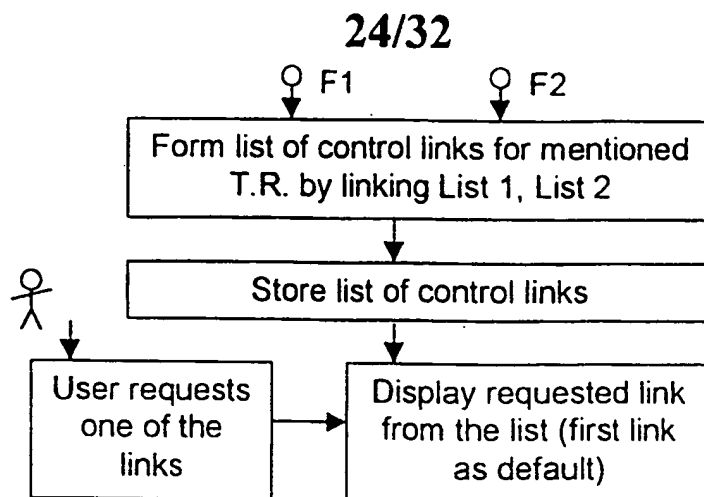 24/32
F1
F2
Form list of control links for mentioned
T.R. by linking List 1, List 2
Store list of control links
User requests
one of the
links
Display requested link
from the list (first link
as default)